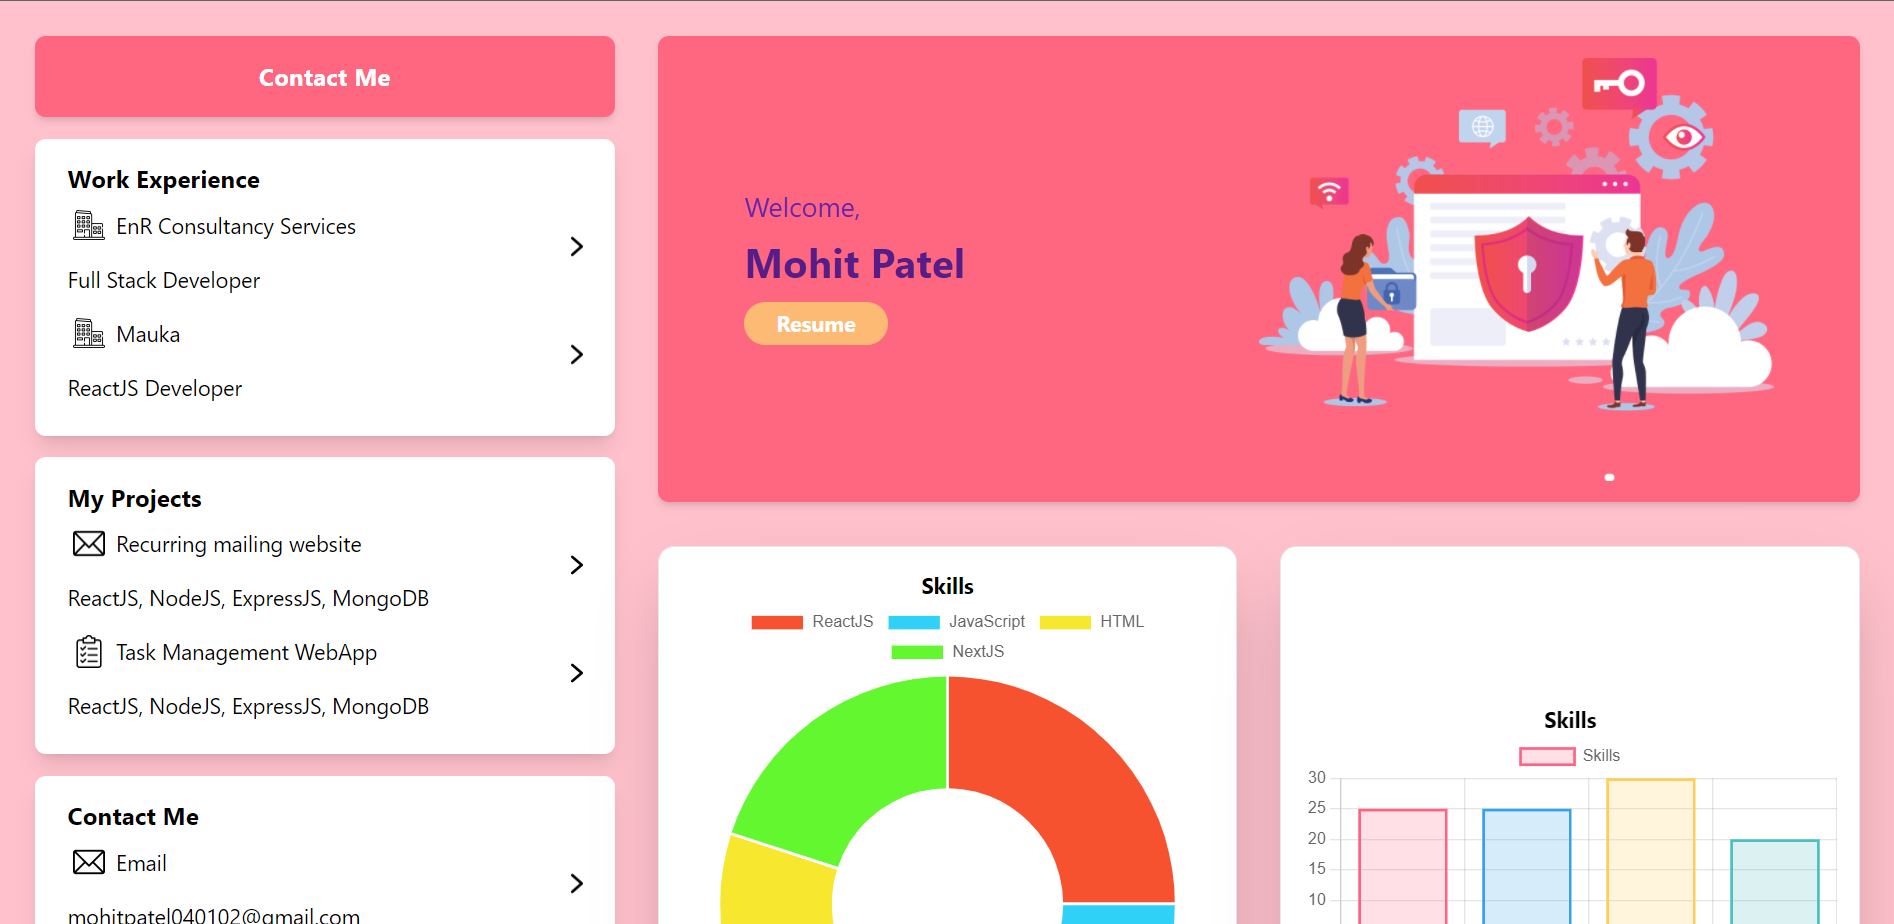 Contact Me
Work Experience
EnR Consultancy Services
Full Stack Developer
Mauka
ReactJS Developer
My Projects
Recurring mailing website
ReactJS, NodeJS, ExpressJS, MongoDB
Task Management WebApp
ReactJS, NodeJS, ExpressJS, MongoDB
Contact Me
Email
mohitpatel040102@gmail.com
Welcome,
Mohit Patel
Resume
Skills
ReactJS JavaScript HTML
NextJS
Skills
Skills
30
25
20
15
10